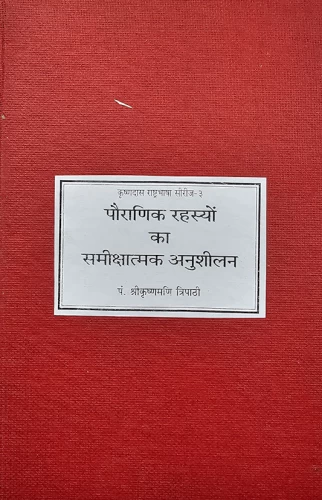 कृष्णदास राष्ट्रभाषा सीरीज-३
पौराणिक रहस्यों
का
समीक्षात्मक अनुशीलन
पं. श्रीकृष्णमणि त्रिपाठी